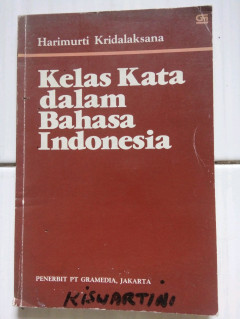 Harimurti Kridalaksana
Kelas Kata
dalam
Bahasa
Indonesia
PENERBIT PT GRAMEDIA, JAKARTA
KISWARTINI